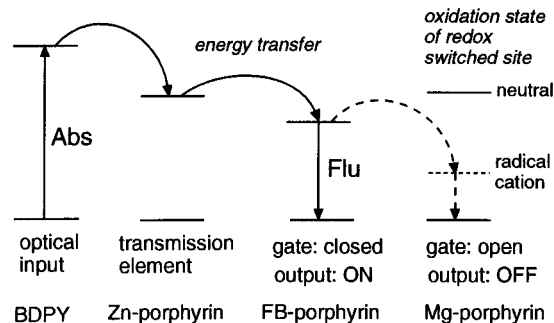 oxidation state
of redox
switched site
energy transfer
neutral
Abs
Flu
radical
cation
optical
input
transmission
element
gate: closed
output: ON
gate: open
output: OFF
BDPY
Zn-porphyrin
FB-porphyrin
Mg-porphyrin